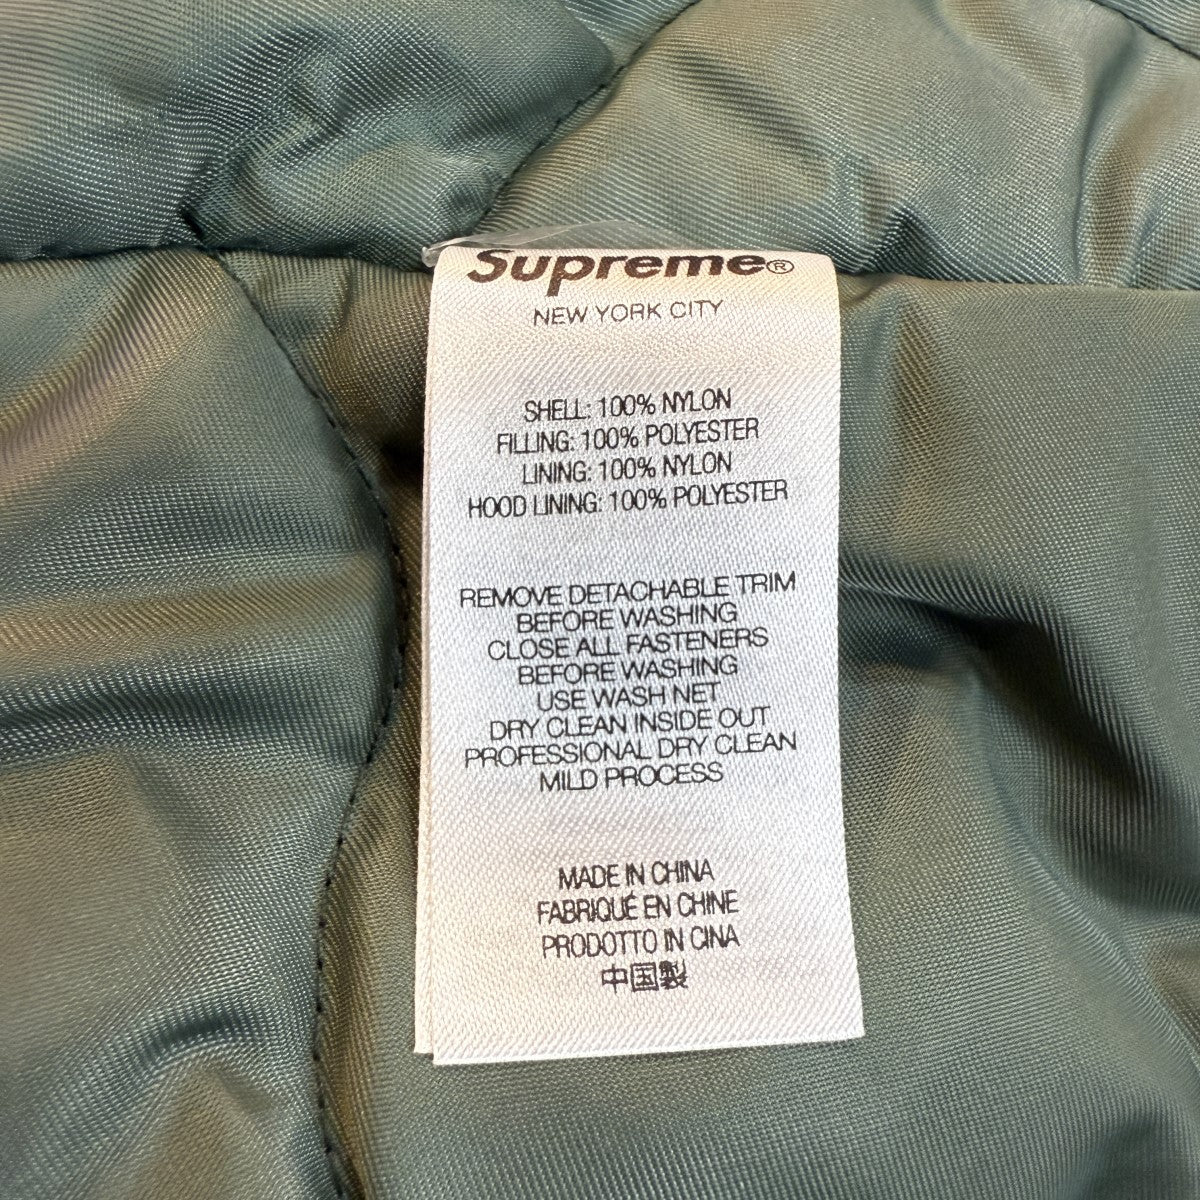 Supreme®
NEW YORK CITY
SHELL: 100% NYLON
FILLING: 100% POLYESTER
LINING: 100% NYLON
HOOD LINING: 100% POLYESTER
REMOVE DETACHABLE TRIM
BEFORE WASHING
CLOSE ALL FASTENERS
BEFORE WASHING
USE WASH NET
DRY CLEAN INSIDE OUT
PROFESSIONAL DRY CLEAN
MILD PROCESS
MADE IN CHINA
FABRIQUÉ EN CHINE
PRODOTTO IN CINA
中国製